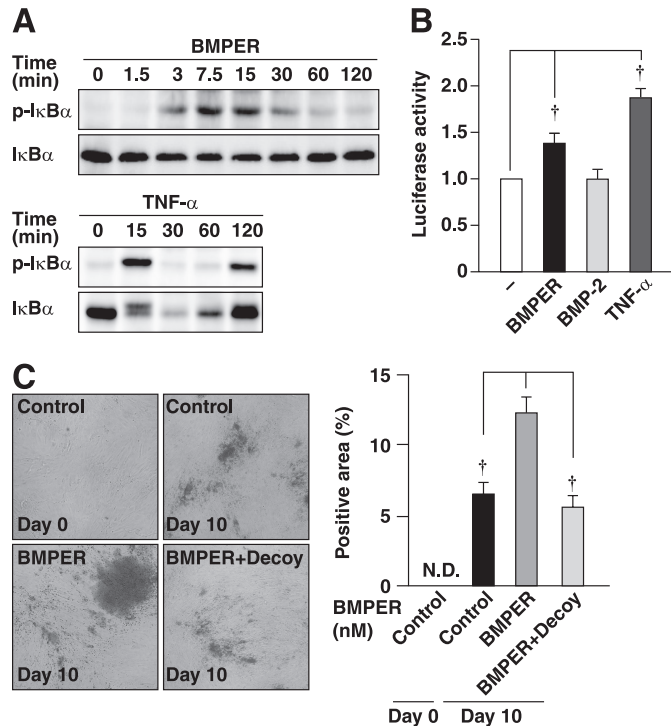 A
BMPER
Time
(min)
0 1.5 3 7.5 15 30 60 120
p-IκBα
IκBα
TNF-α
Time
(min)
0 15 30 60 120
p-IκBα
IκBα
B
Luciferase activity
2.5
2.0
1.5
1.0
0.5
0
†
†
–
BMPER
BMP-2
TNF-α
C
Control
Day 0
Control
Day 10
BMPER
Day 10
BMPER+Decoy
Day 10
Positive area (%)
15
10
5
0
N.D.
†
†
BMPER
(nM)
Control
Control
BMPER
BMPER+Decoy
Day 0 Day 10